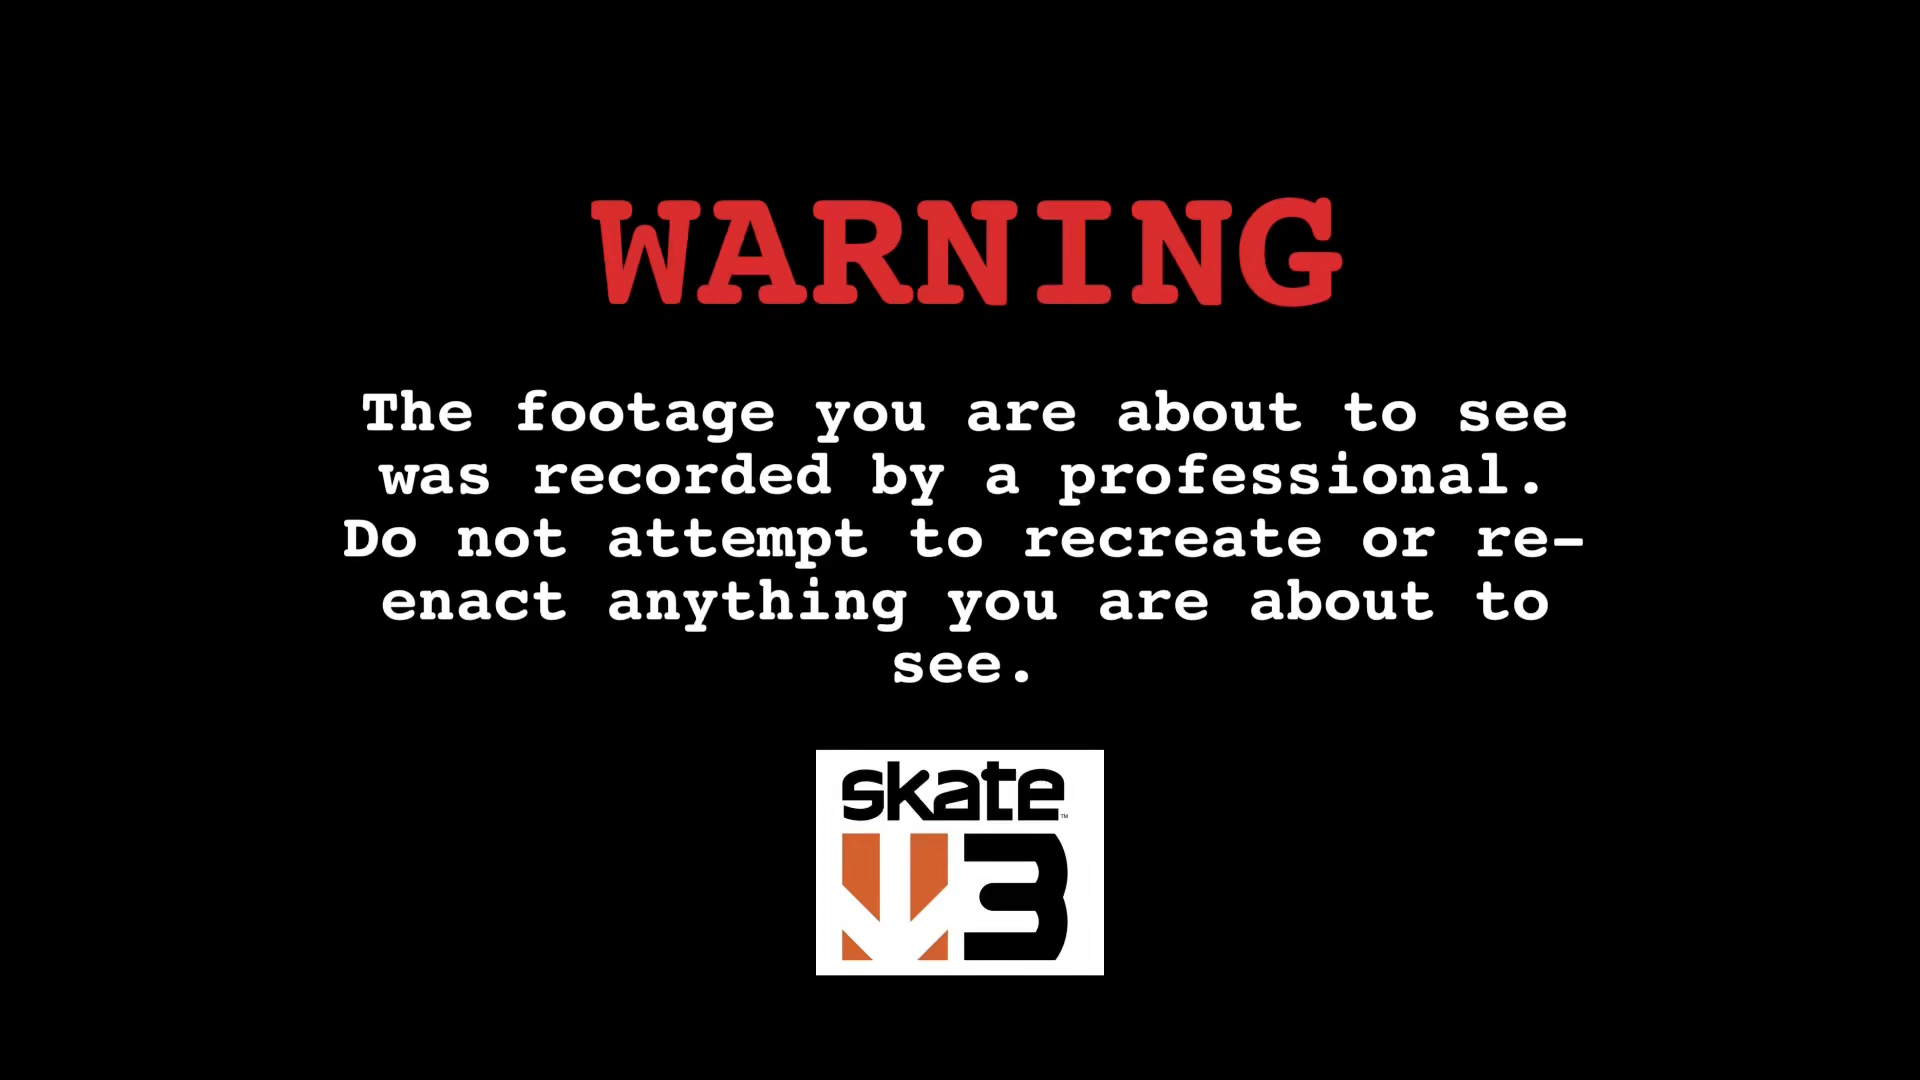 WARNING
The footage you are about to see
was recorded by a professional.
Do not attempt to recreate or re-
enact anything you are about to
see.
skate™
3